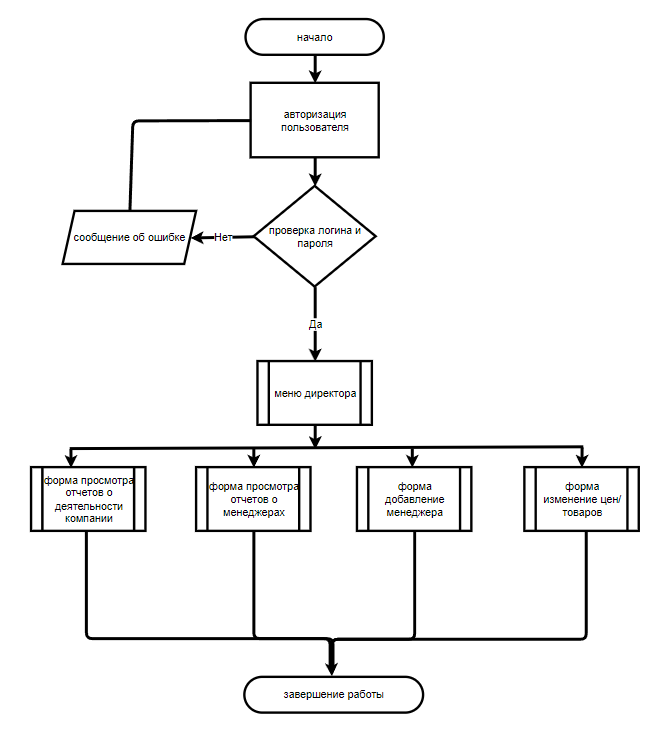 начало
авторизация
пользователя
проверка логина и
пароля
Нет
сообщение об ошибке
Да
меню директора
форма просмотра
отчетов о
деятельности
компании
форма просмотра
отчетов о
менеджерах
форма
добавление
менеджера
форма
изменение цен/
товаров
завершение работы